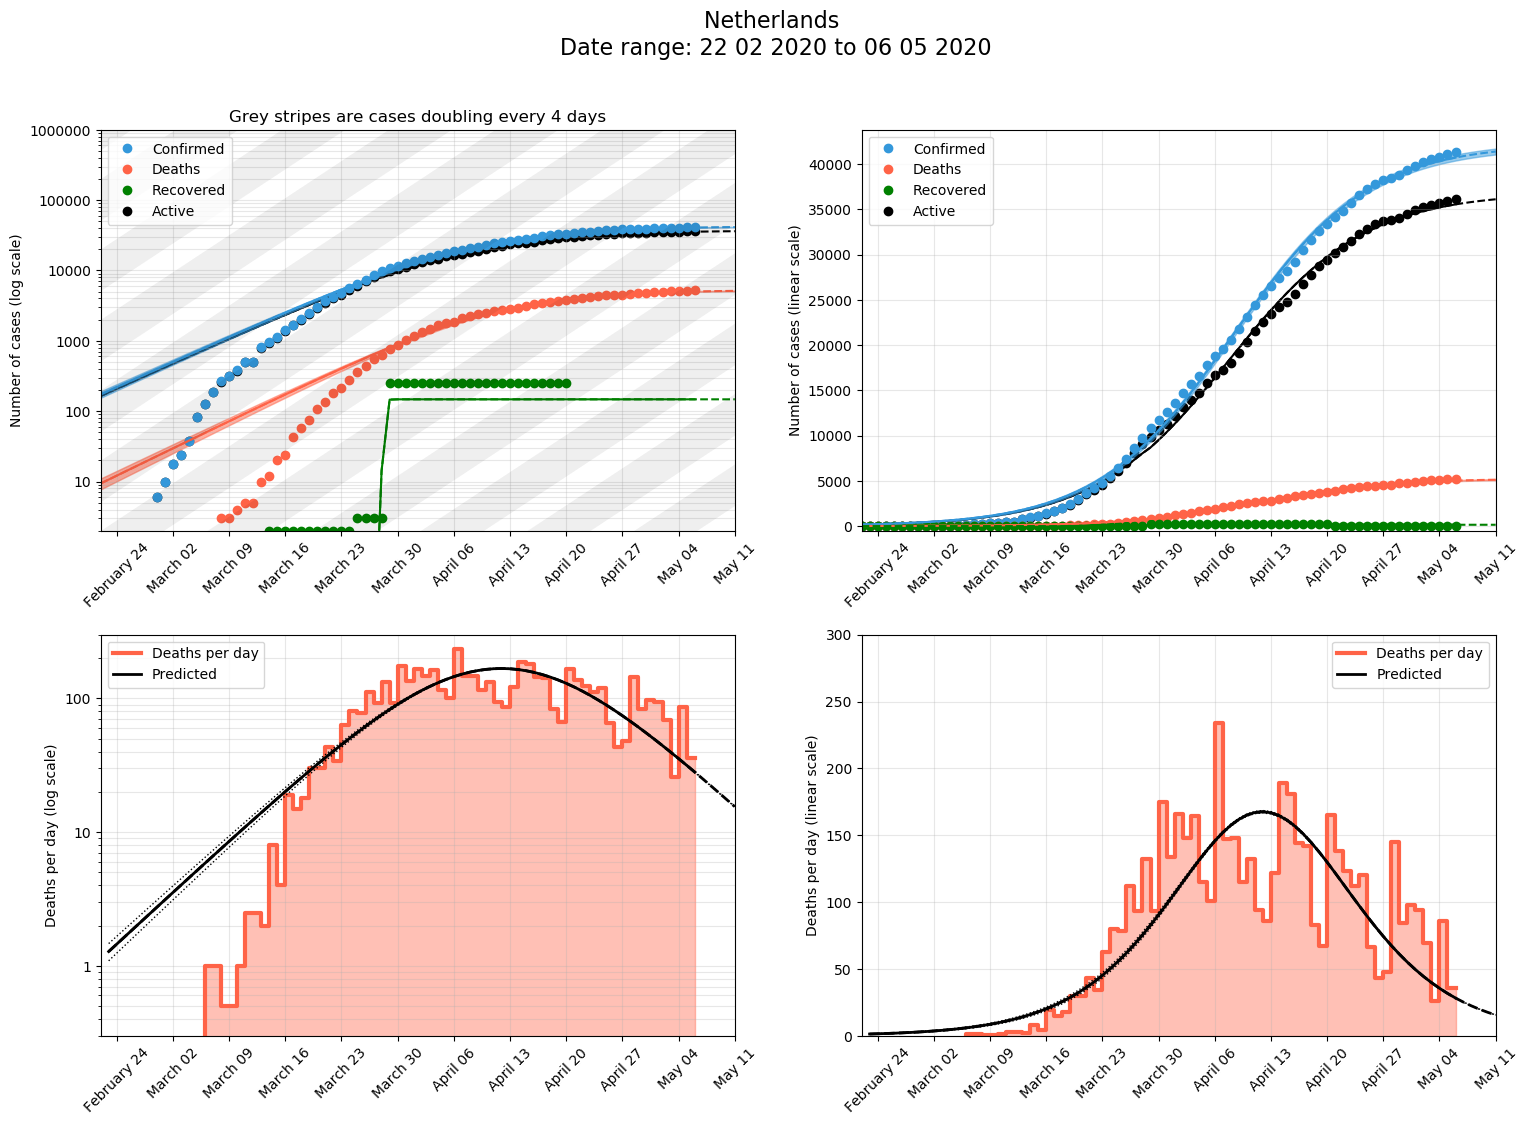 Netherlands
Date range: 22 02 2020 to 06 05 2020
Grey stripes are cases doubling every 4 days
Number of cases (log scale)
1000000
100000
10000
1000
100
10
Confirmed
Deaths
Recovered
Active
February 24
March 02
March 09
March 16
March 23
March 30
April 06
April 13
April 20
April 27
May 04
May 11
Number of cases (linear scale)
40000
35000
30000
25000
20000
15000
10000
5000
0
Confirmed
Deaths
Recovered
Active
February 24
March 02
March 09
March 16
March 23
March 30
April 06
April 13
April 20
April 27
May 04
May 11
Deaths per day (log scale)
100
10
1
Deaths per day
Predicted
February 24
March 02
March 09
March 16
March 23
March 30
April 06
April 13
April 20
April 27
May 04
May 11
Deaths per day (linear scale)
300
250
200
150
100
50
0
Deaths per day
Predicted
February 24
March 02
March 09
March 16
March 23
March 30
April 06
April 13
April 20
April 27
May 04
May 11